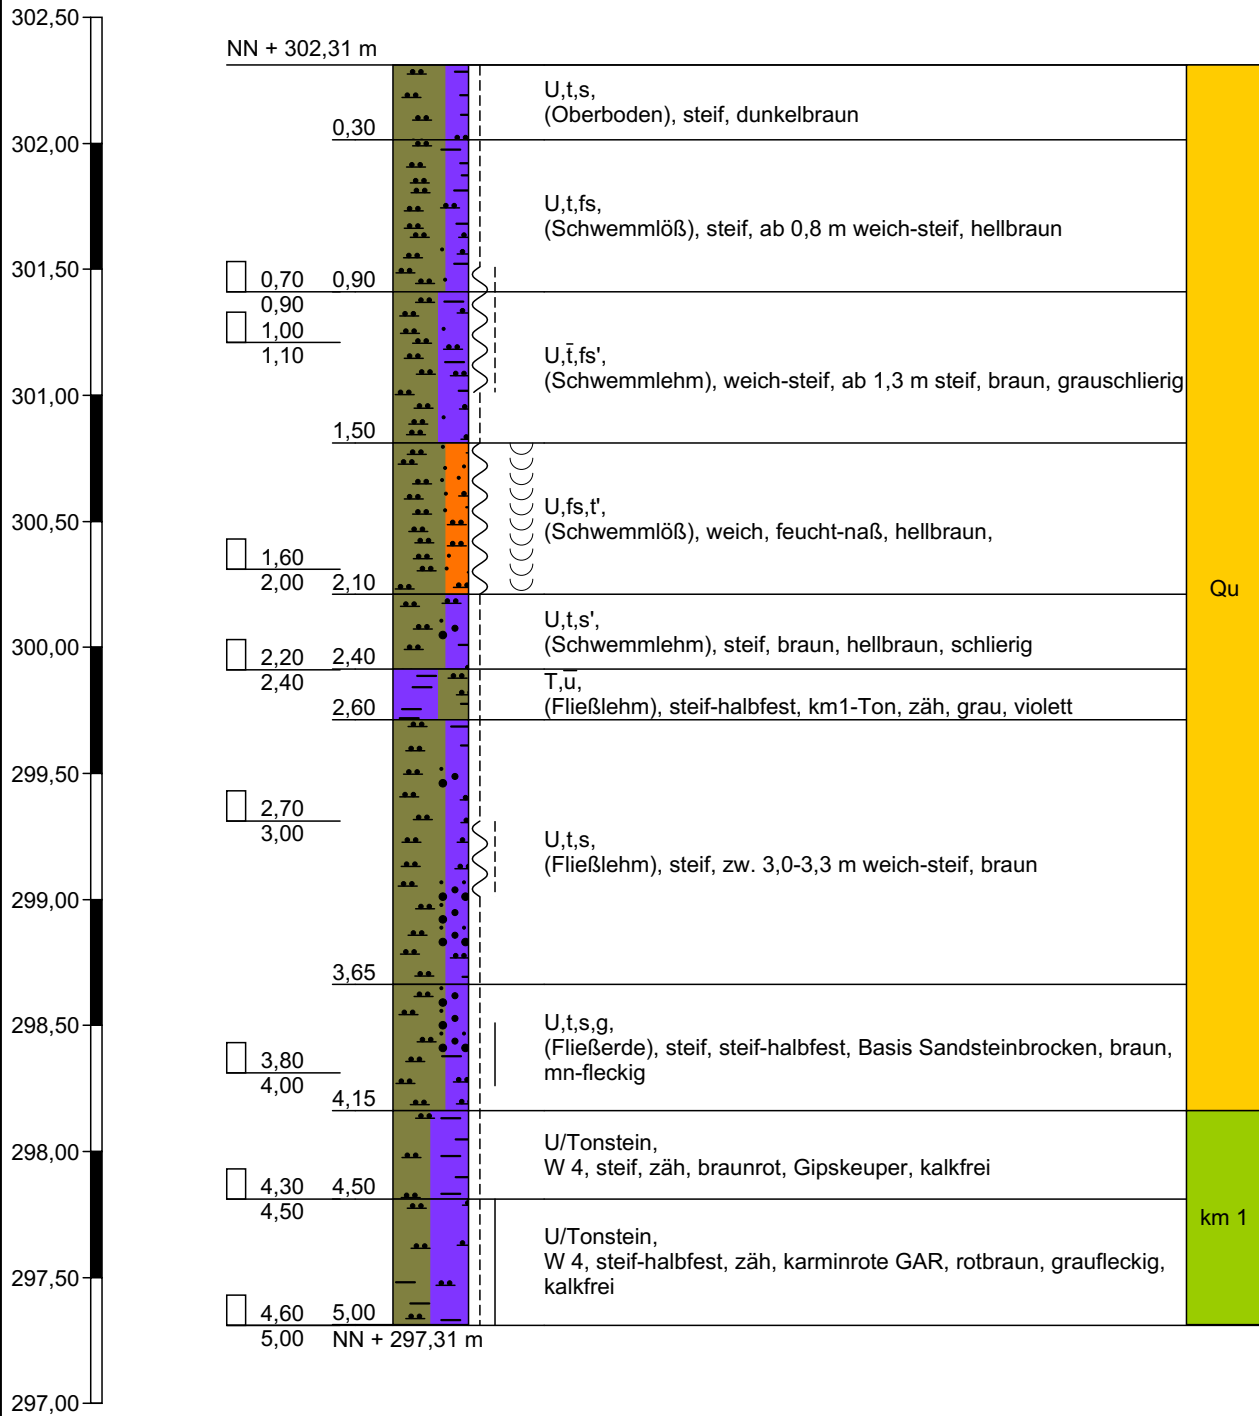 302,50
NN + 302,31 m
U,t,s,
(Oberboden), steif, dunkelbraun
0,30
302,00
U,t,fs,
(Schwemmlöß), steif, ab 0,8 m weich-steif, hellbraun
301,50
0,70 0,90
0,90
1,00
1,10
U,t̄,fs',
(Schwemmlehm), weich-steif, ab 1,3 m steif, braun, grauschlierig
301,00
1,50
300,50
U,fs,t',
(Schwemmlöß), weich, feucht-naß, hellbraun,
1,60
2,00 2,10
Qu
U,t,s',
(Schwemmlehm), steif, braun, hellbraun, schlierig
300,00
2,20 2,40
2,40
T,ū,
(Fließlehm), steif-halbfest, km1-Ton, zäh, grau, violett
2,60
299,50
2,70
3,00
U,t,s,
(Fließlehm), steif, zw. 3,0-3,3 m weich-steif, braun
299,00
3,65
298,50
U,t,s,g,
(Fließerde), steif, steif-halbfest, Basis Sandsteinbrocken, braun,
mn-fleckig
3,80
4,00
4,15
298,00
U/Tonstein,
W 4, steif, zäh, braunrot, Gipskeuper, kalkfrei
4,30 4,50
4,50
km 1
U/Tonstein,
W 4, steif-halbfest, zäh, karminrote GAR, rotbraun, graufleckig,
kalkfrei
297,50
4,60 5,00
5,00 NN + 297,31 m
297,00